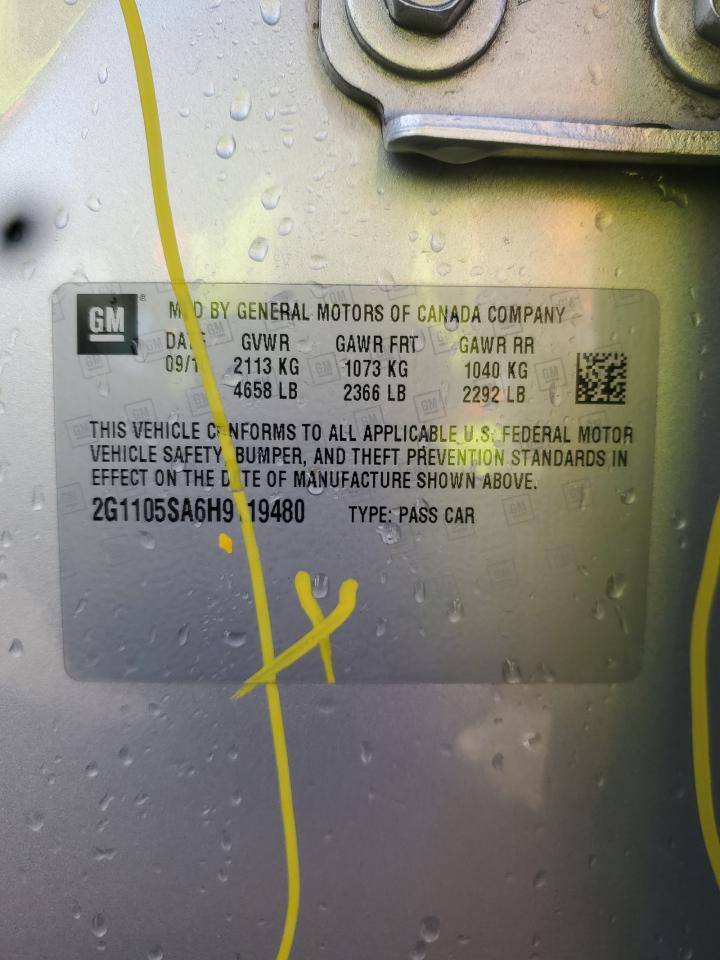 GM
MFD BY GENERAL MOTORS OF CANADA COMPANY
DATE GVWR GAWR FRT GAWR RR
2113 KG 1073 KG 1040 KG
4658 LB 2366 LB 2292 LB
THIS VEHICLE CONFORMS TO ALL APPLICABLE U.S. FEDERAL MOTOR
VEHICLE SAFETY, BUMPER, AND THEFT PREVENTION STANDARDS IN
EFFECT ON THE DATE OF MANUFACTURE SHOWN ABOVE.
TYPE: PASS CAR